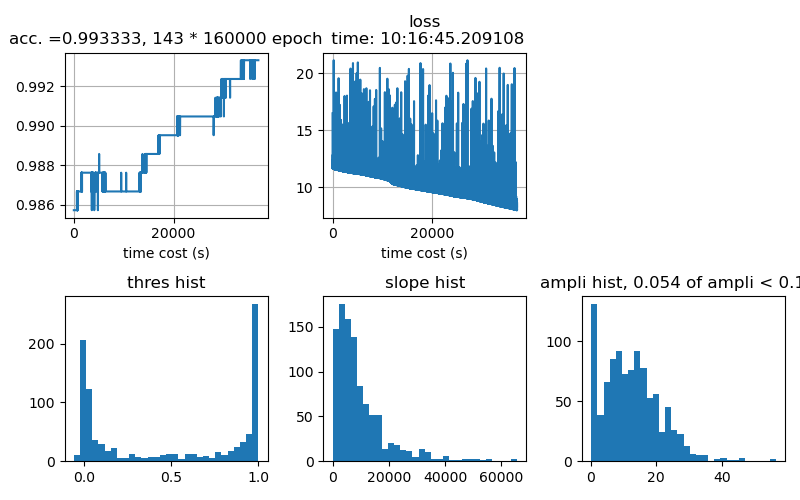 loss
acc. =0.993333, 143 * 160000 epoch time: 10:16:45.209108
0.992
0.990
0.988
0.986
0 20000
time cost (s)
20
15
10
0 20000
time cost (s)
thres hist
200
100
0
0.0 0.5 1.0
slope hist
150
100
50
0
0 20000 40000 60000
ampli hist, 0.054 of ampli < 0.1
100
50
0
0 20 40